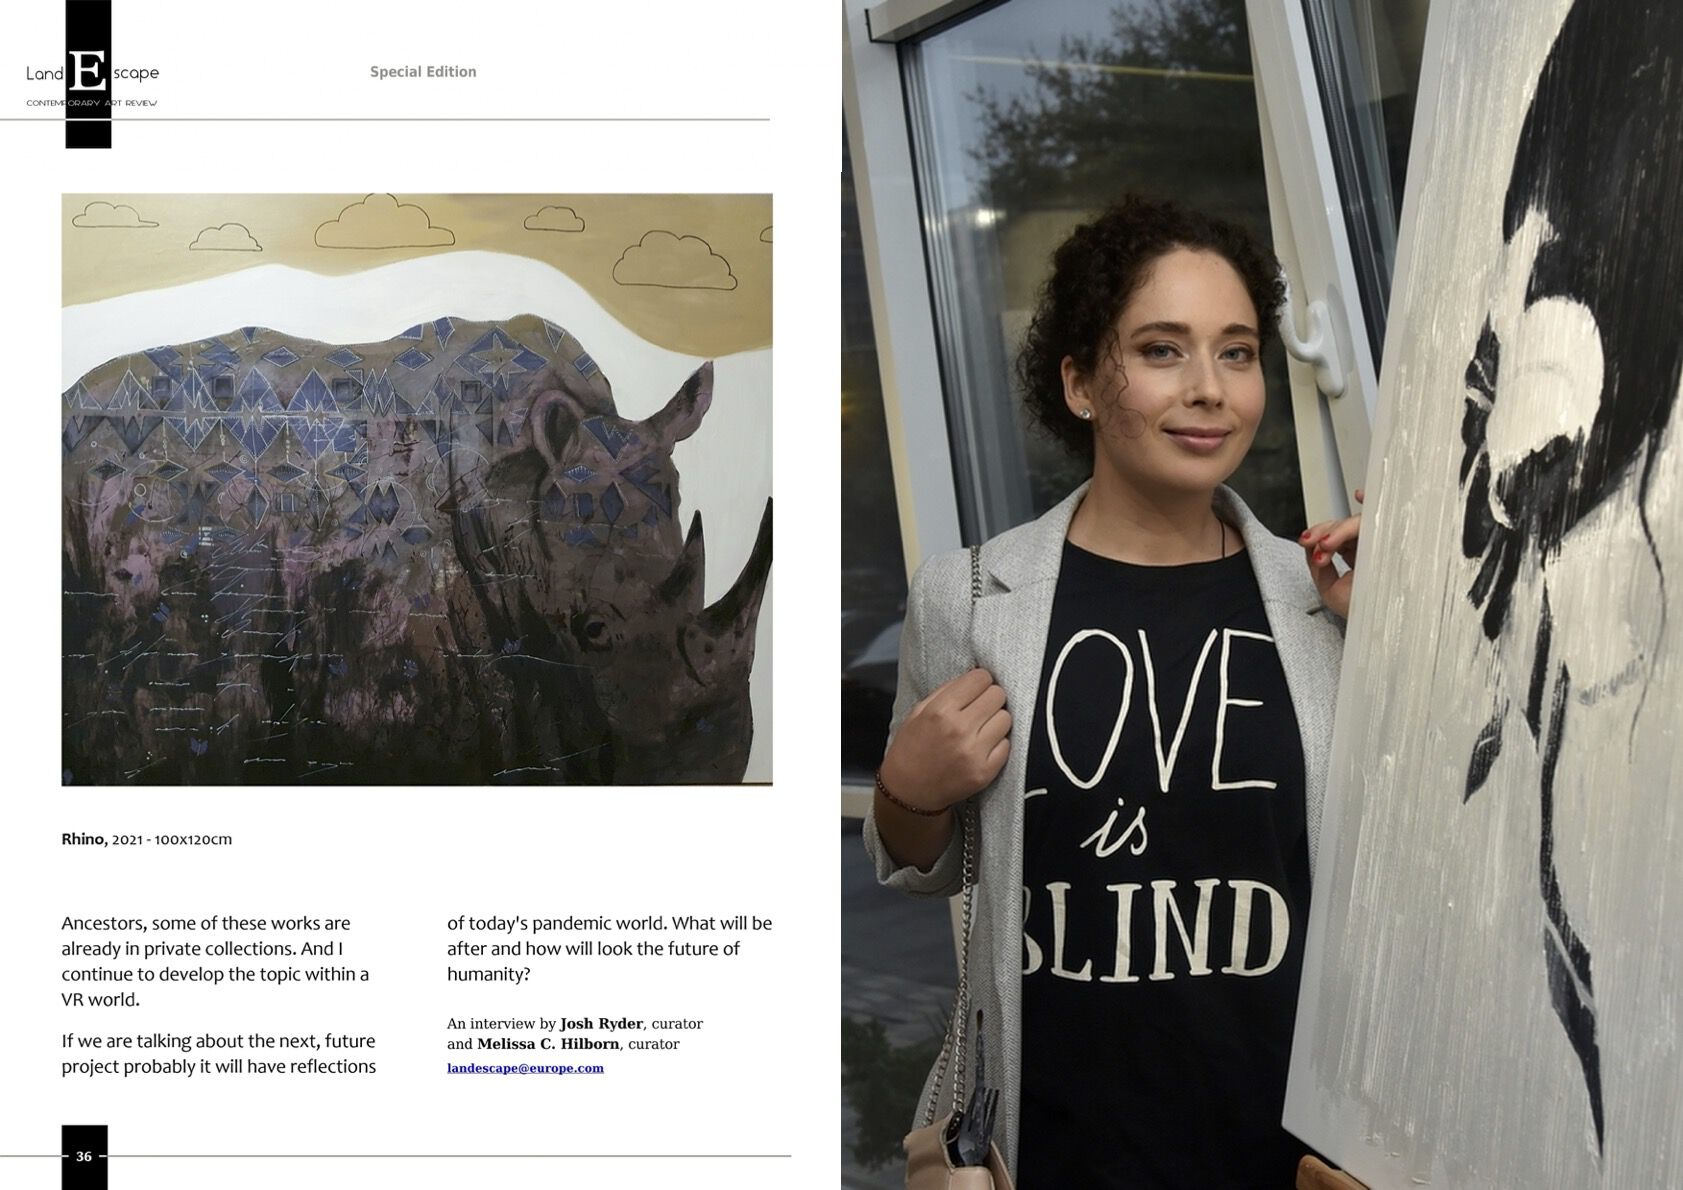 Land E scape
CONTEMPORARY ART REVIEW
Special Edition
Rhino, 2021 - 100x120cm
Ancestors, some of these works are
already in private collections. And I
continue to develop the topic within a
VR world.
If we are talking about the next, future
project probably it will have reflections
of today's pandemic world. What will be
after and how will look the future of
humanity?
An interview by Josh Ryder, curator
and Melissa C. Hilborn, curator
landescape@europe.com
36
LOVE
is
BLIND